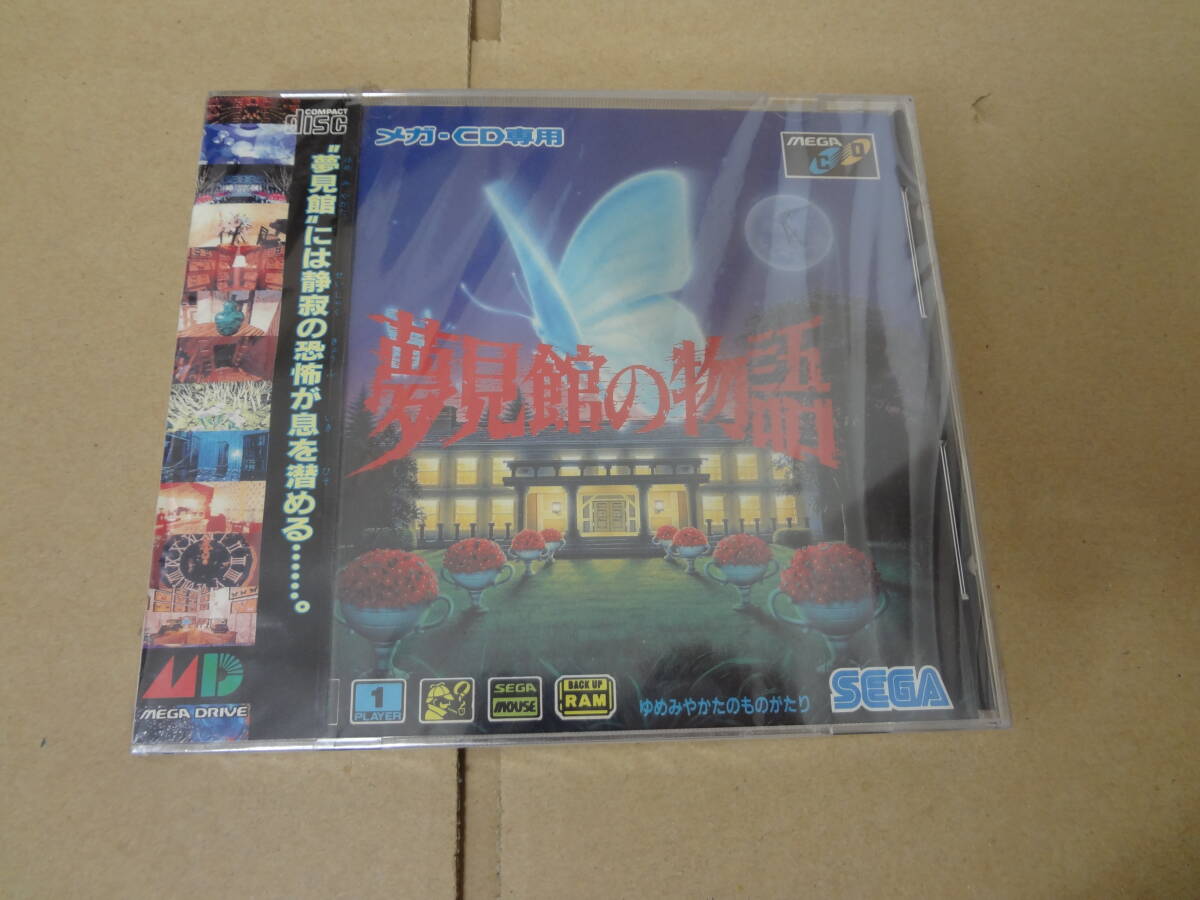 COMPACT
disc
"夢見館"には静寂の恐怖が息を潜める……。
MD
MEGA DRIVE
メガ・CD専用
MEGA
CD
夢見館の物語
1
PLAYER
SEGA
MOUSE
BACK UP
RAM
ゆめみやかたのものがたり
SEGA